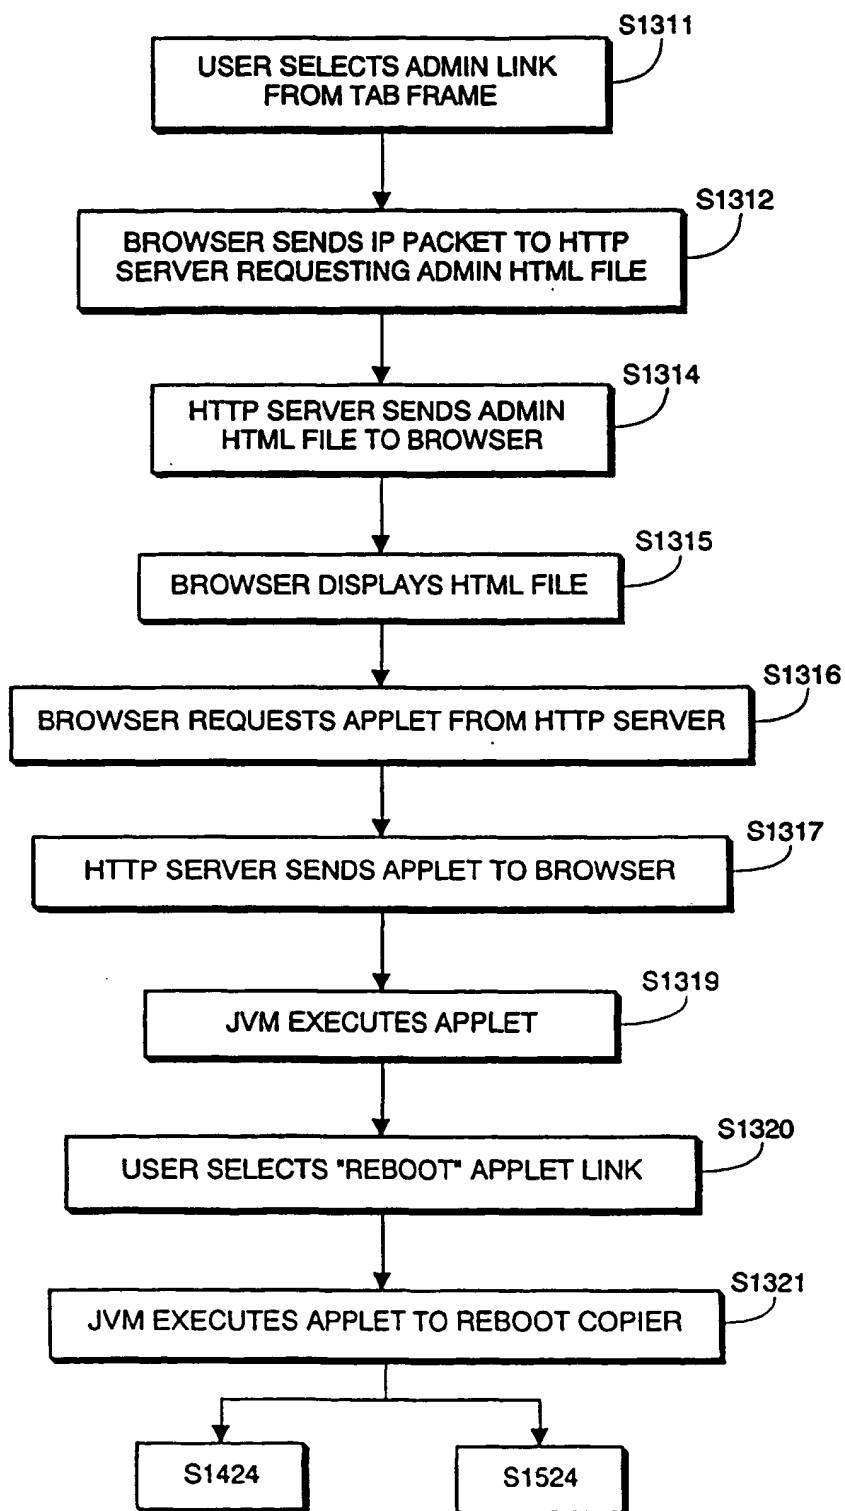 S1311
USER SELECTS ADMIN LINK
FROM TAB FRAME
S1312
BROWSER SENDS IP PACKET TO HTTP
SERVER REQUESTING ADMIN HTML FILE
S1314
HTTP SERVER SENDS ADMIN
HTML FILE TO BROWSER
S1315
BROWSER DISPLAYS HTML FILE
S1316
BROWSER REQUESTS APPLET FROM HTTP SERVER
S1317
HTTP SERVER SENDS APPLET TO BROWSER
S1319
JVM EXECUTES APPLET
S1320
USER SELECTS "REBOOT" APPLET LINK
S1321
JVM EXECUTES APPLET TO REBOOT COPIER
S1424
S1524